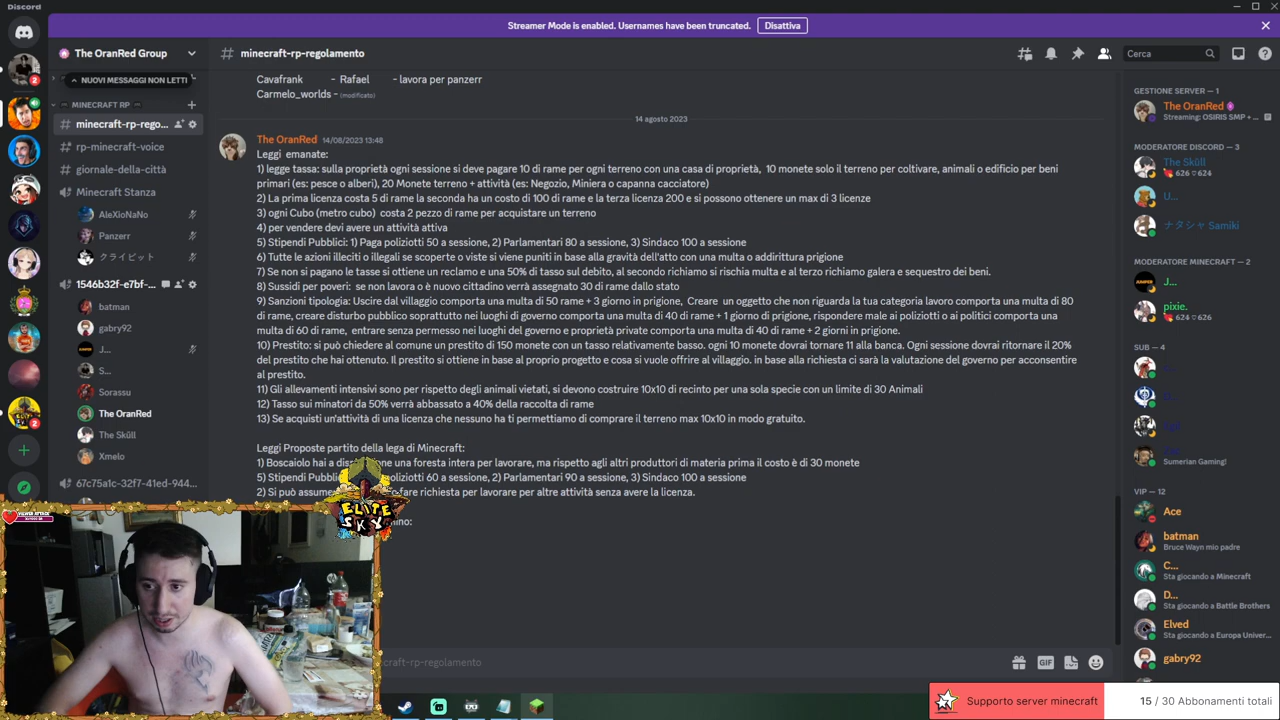 Discord
Streamer Mode is enabled. Usernames have been truncated.
Disattiva
The OranRed Group
# minecraft-rp-regolamento
Cerca
NUOVI MESSAGGI NON LETTI
MINECRAFT RP
# minecraft-rp-rego...
# rp-minecraft-voice
# giornale-della-città
Minecraft Stanza
AleXioNaNo
Panzerr
クライビット
1546b32f-e7bf-...
batman
gabry92
J...
S...
Sorassu
The OranRed
The Skûll
Xmelo
67c75a1c-32f7-41ed-944...
2
2
Cavafrank - Rafael - lavora per panzerr
Carmelo_worlds - (modificato)
14 agosto 2023
The OranRed 14/08/2023 13:48
Leggi emanate:
1) legge tassa: sulla proprietà ogni sessione si deve pagare 10 di rame per ogni terreno con una casa di proprietà, 10 monete solo il terreno per coltivare, animali o edificio per beni
primari (es: pesce o alberi), 20 Monete terreno + attività (es: Negozio, Miniera o capanna cacciatore)
2) La prima licenza costa 5 di rame la seconda ha un costo di 100 di rame e la terza licenza 200 e si possono ottenere un max di 3 licenze
3) ogni Cubo (metro cubo) costa 2 pezzo di rame per acquistare un terreno
4) per vendere devi avere un attività attiva
5) Stipendi Pubblici: 1) Paga poliziotti 50 a sessione, 2) Parlamentari 80 a sessione, 3) Sindaco 100 a sessione
6) Tutte le azioni illeciti o illegali se scoperte o viste si viene puniti in base alla gravità dell'atto con una multa o addirittura prigione
7) Se non si pagano le tasse si ottiene un reclamo e una 50% di tasso sul debito, al secondo richiamo si rischia multa e al terzo richiamo galera e sequestro dei beni.
8) Sussidi per poveri: se non lavora o è nuovo cittadino verrà assegnato 30 di rame dallo stato
9) Sanzioni tipologia: Uscire dal villaggio comporta una multa di 50 rame + 3 giorno in prigione, Creare un oggetto che non riguarda la tua categoria lavoro comporta una multa di 80
di rame, creare disturbo pubblico soprattutto nei luoghi di governo comporta una multa di 40 di rame + 1 giorno di prigione, rispondere male ai poliziotti o ai politici comporta una
multa di 60 di rame, entrare senza permesso nei luoghi del governo e proprietà private comporta una multa di 40 di rame + 2 giorni in prigione.
10) Prestito: si può chiedere al comune un prestito di 150 monete con un tasso relativamente basso. ogni 10 monete dovrai tornare 11 alla banca. Ogni sessione dovrai ritornare il 20%
del prestito che hai ottenuto. Il prestito si ottiene in base al proprio progetto e cosa si vuole offrire al villaggio. in base alla richiesta ci sarà la valutazione del governo per acconsentire
al prestito.
11) Gli allevamenti intensivi sono per rispetto degli animali vietati, si devono costruire 10x10 di recinto per una sola specie con un limite di 30 Animali
12) Tasso sui minatori da 50% verrà abbassato a 40% della raccolta di rame
13) Se acquisti un'attività di una licenza che nessuno ha ti permettiamo di comprare il terreno max 10x10 in modo gratuito.
Leggi Proposte partito della lega di Minecraft:
1) Boscaiolo hai a una foresta intera per lavorare, ma rispetto agli altri produttori di materia prima il costo è di 30 monete
5) Stipendi poliziotti 60 a sessione, 2) Parlamentari 90 a sessione, 3) Sindaco 100 a sessione
2) Si può fare richiesta per lavorare per altre attività senza avere la licenza.
ELITE
SKY
GESTIONE SERVER — 1
The OranRed
Streaming: OSIRIS SMP + ...
MODERATORE DISCORD — 3
The Skûll
626 624
U...
ナタシャ Samiki
MODERATORE MINECRAFT — 2
J...
JUMPER
pixie.
624 626
SUB — 4
Sumerian Gaming!
VIP — 12
Ace
batman
Bruce Wayn mio padre
C...
Sta giocando a Minecraft
D...
Sta giocando a Battle Brothers
Elved
Sta giocando a Europa Univer...
gabry92
GIF
Supporto server minecraft
15 / 30 Abbonamenti totali